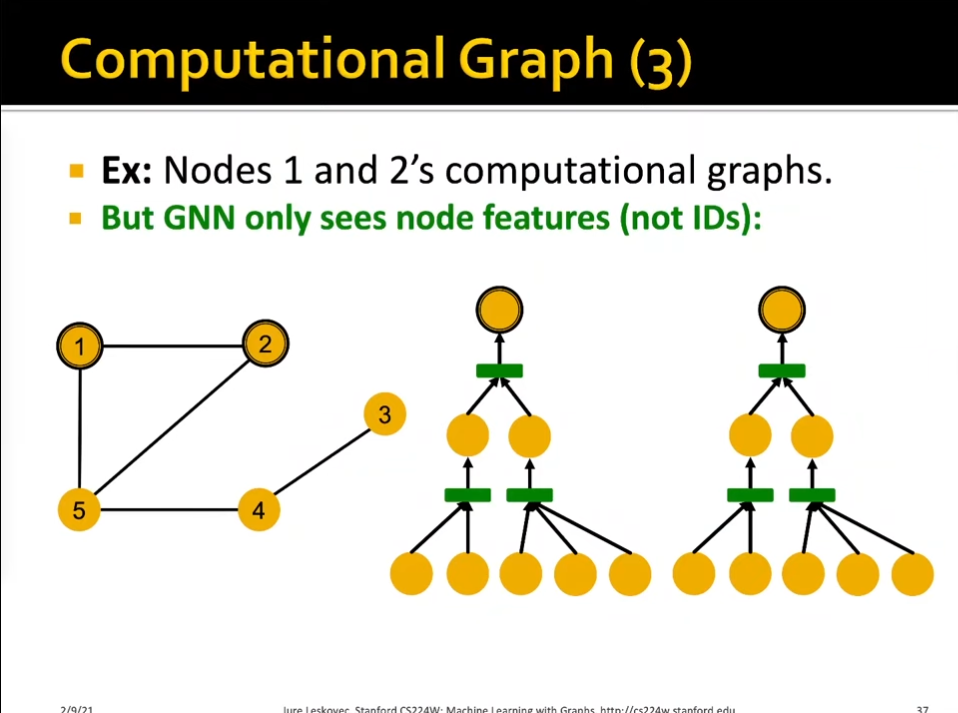 Computational Graph (3)
Ex: Nodes 1 and 2's computational graphs.
But GNN only sees node features (not IDs):
1
2
3
5
4
2/9/21
Jure Leskovec, Stanford CS224W: Machine Learning with Graphs, http://cs224w.stanford.edu
37